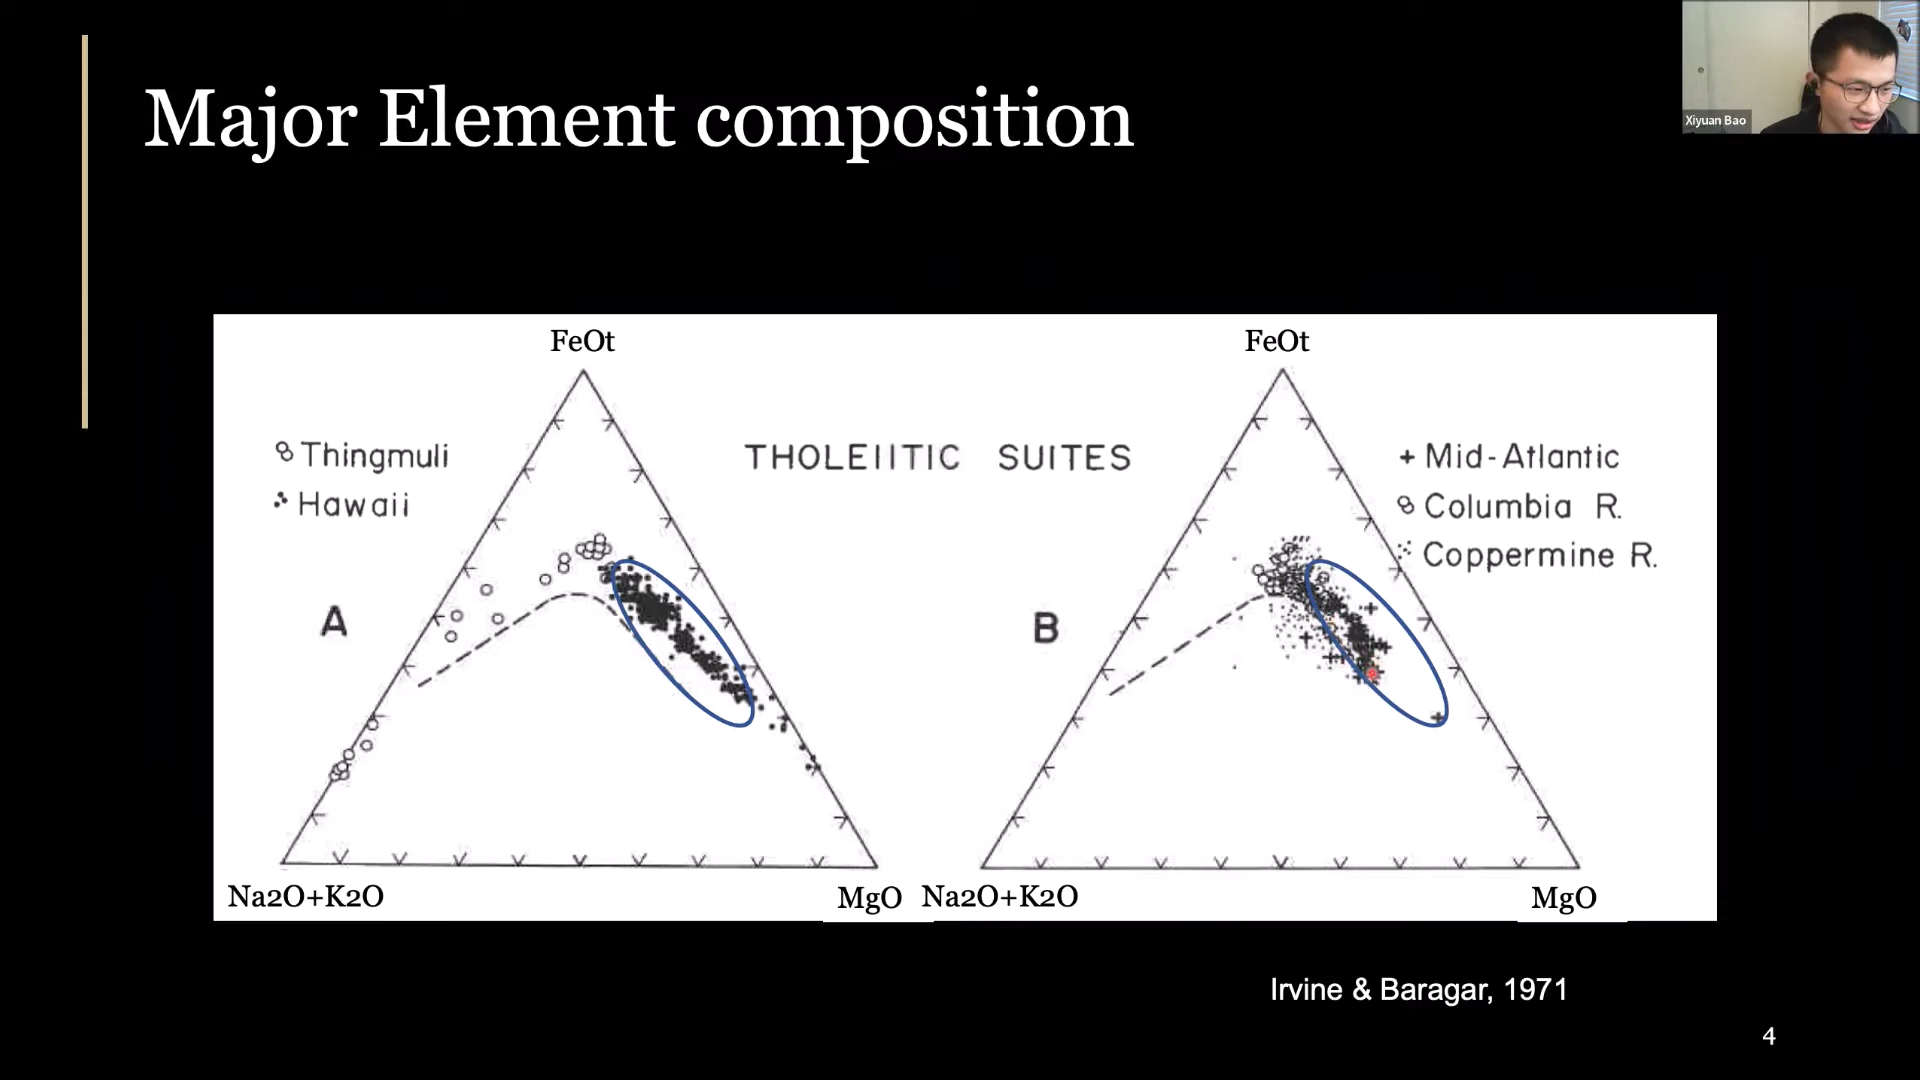 Major Element composition
Xiyuan Bao
FeOt
FeOt
Thingmuli
Hawaii
THOLEIITIC SUITES
Mid-Atlantic
Columbia R.
Coppermine R.
A
B
Na2O+K2O
MgO
Na2O+K2O
MgO
Irvine & Baragar, 1971
4